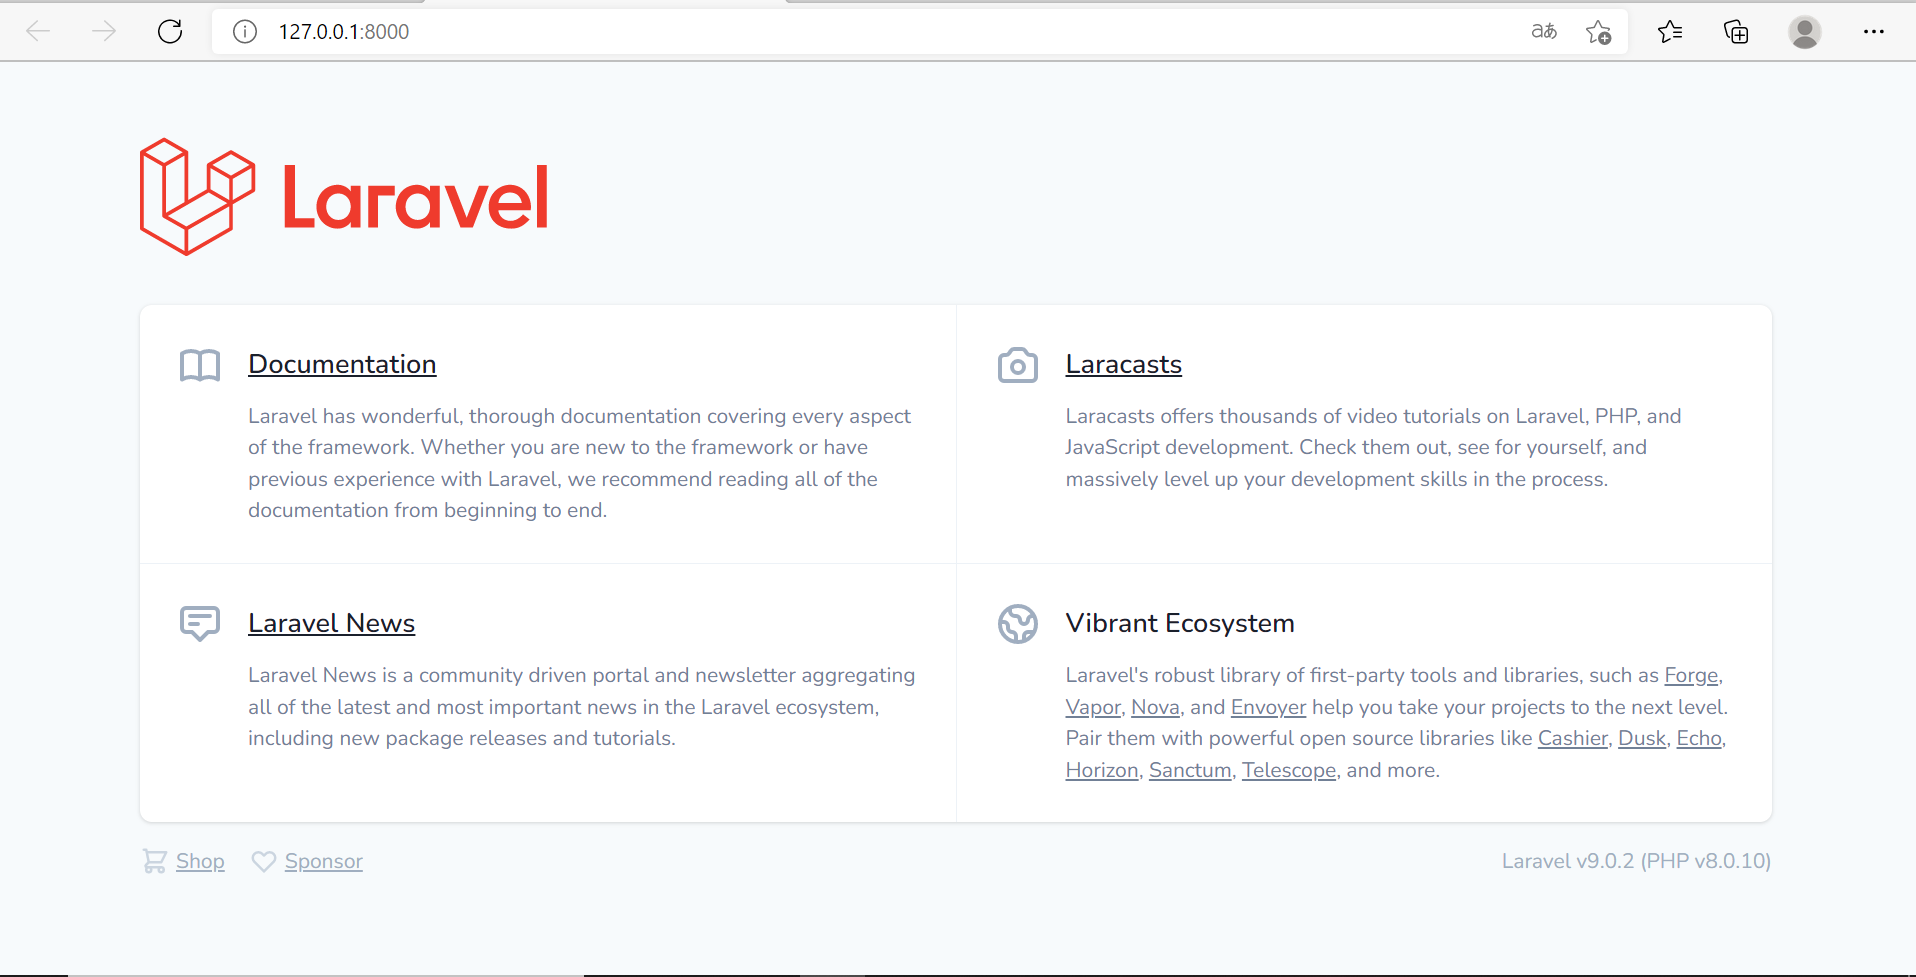 127.0.0.1:8000
aあ
Laravel
Documentation
Laravel has wonderful, thorough documentation covering every aspect
of the framework. Whether you are new to the framework or have
previous experience with Laravel, we recommend reading all of the
documentation from beginning to end.
Laracasts
Laracasts offers thousands of video tutorials on Laravel, PHP, and
JavaScript development. Check them out, see for yourself, and
massively level up your development skills in the process.
Laravel News
Laravel News is a community driven portal and newsletter aggregating
all of the latest and most important news in the Laravel ecosystem,
including new package releases and tutorials.
Vibrant Ecosystem
Laravel's robust library of first-party tools and libraries, such as Forge,
Vapor, Nova, and Envoyer help you take your projects to the next level.
Pair them with powerful open source libraries like Cashier, Dusk, Echo,
Horizon, Sanctum, Telescope, and more.
Shop Sponsor
Laravel v9.0.2 (PHP v8.0.10)